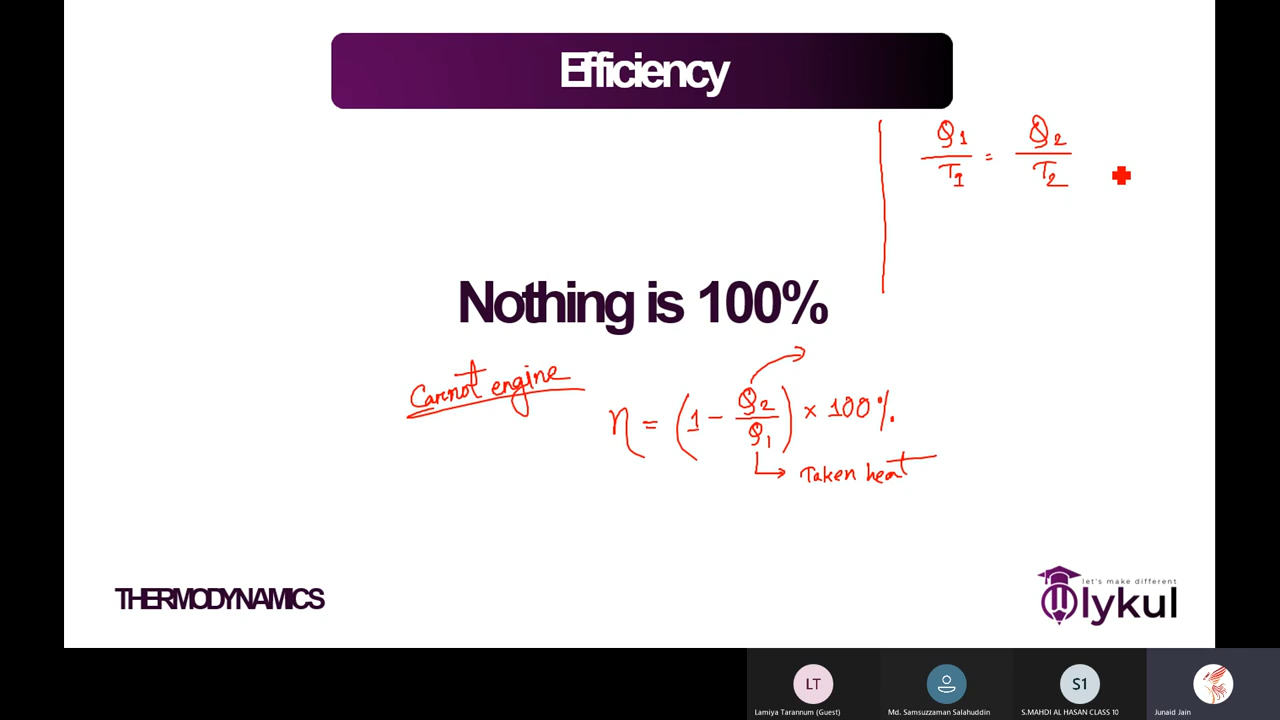 Efficiency
Q1/T1 = Q2/T2
Nothing is 100%
Carnot engine
η = (1 - Q2/Q1) × 100%
Taken heat
THERMODYNAMICS
let's make different
lykul
LT
S1
Lamiya Tarannum (Guest)
Md. Samsuzzaman Salahuddin
S.MAHDI AL HASAN CLASS 10
Junaid Jain